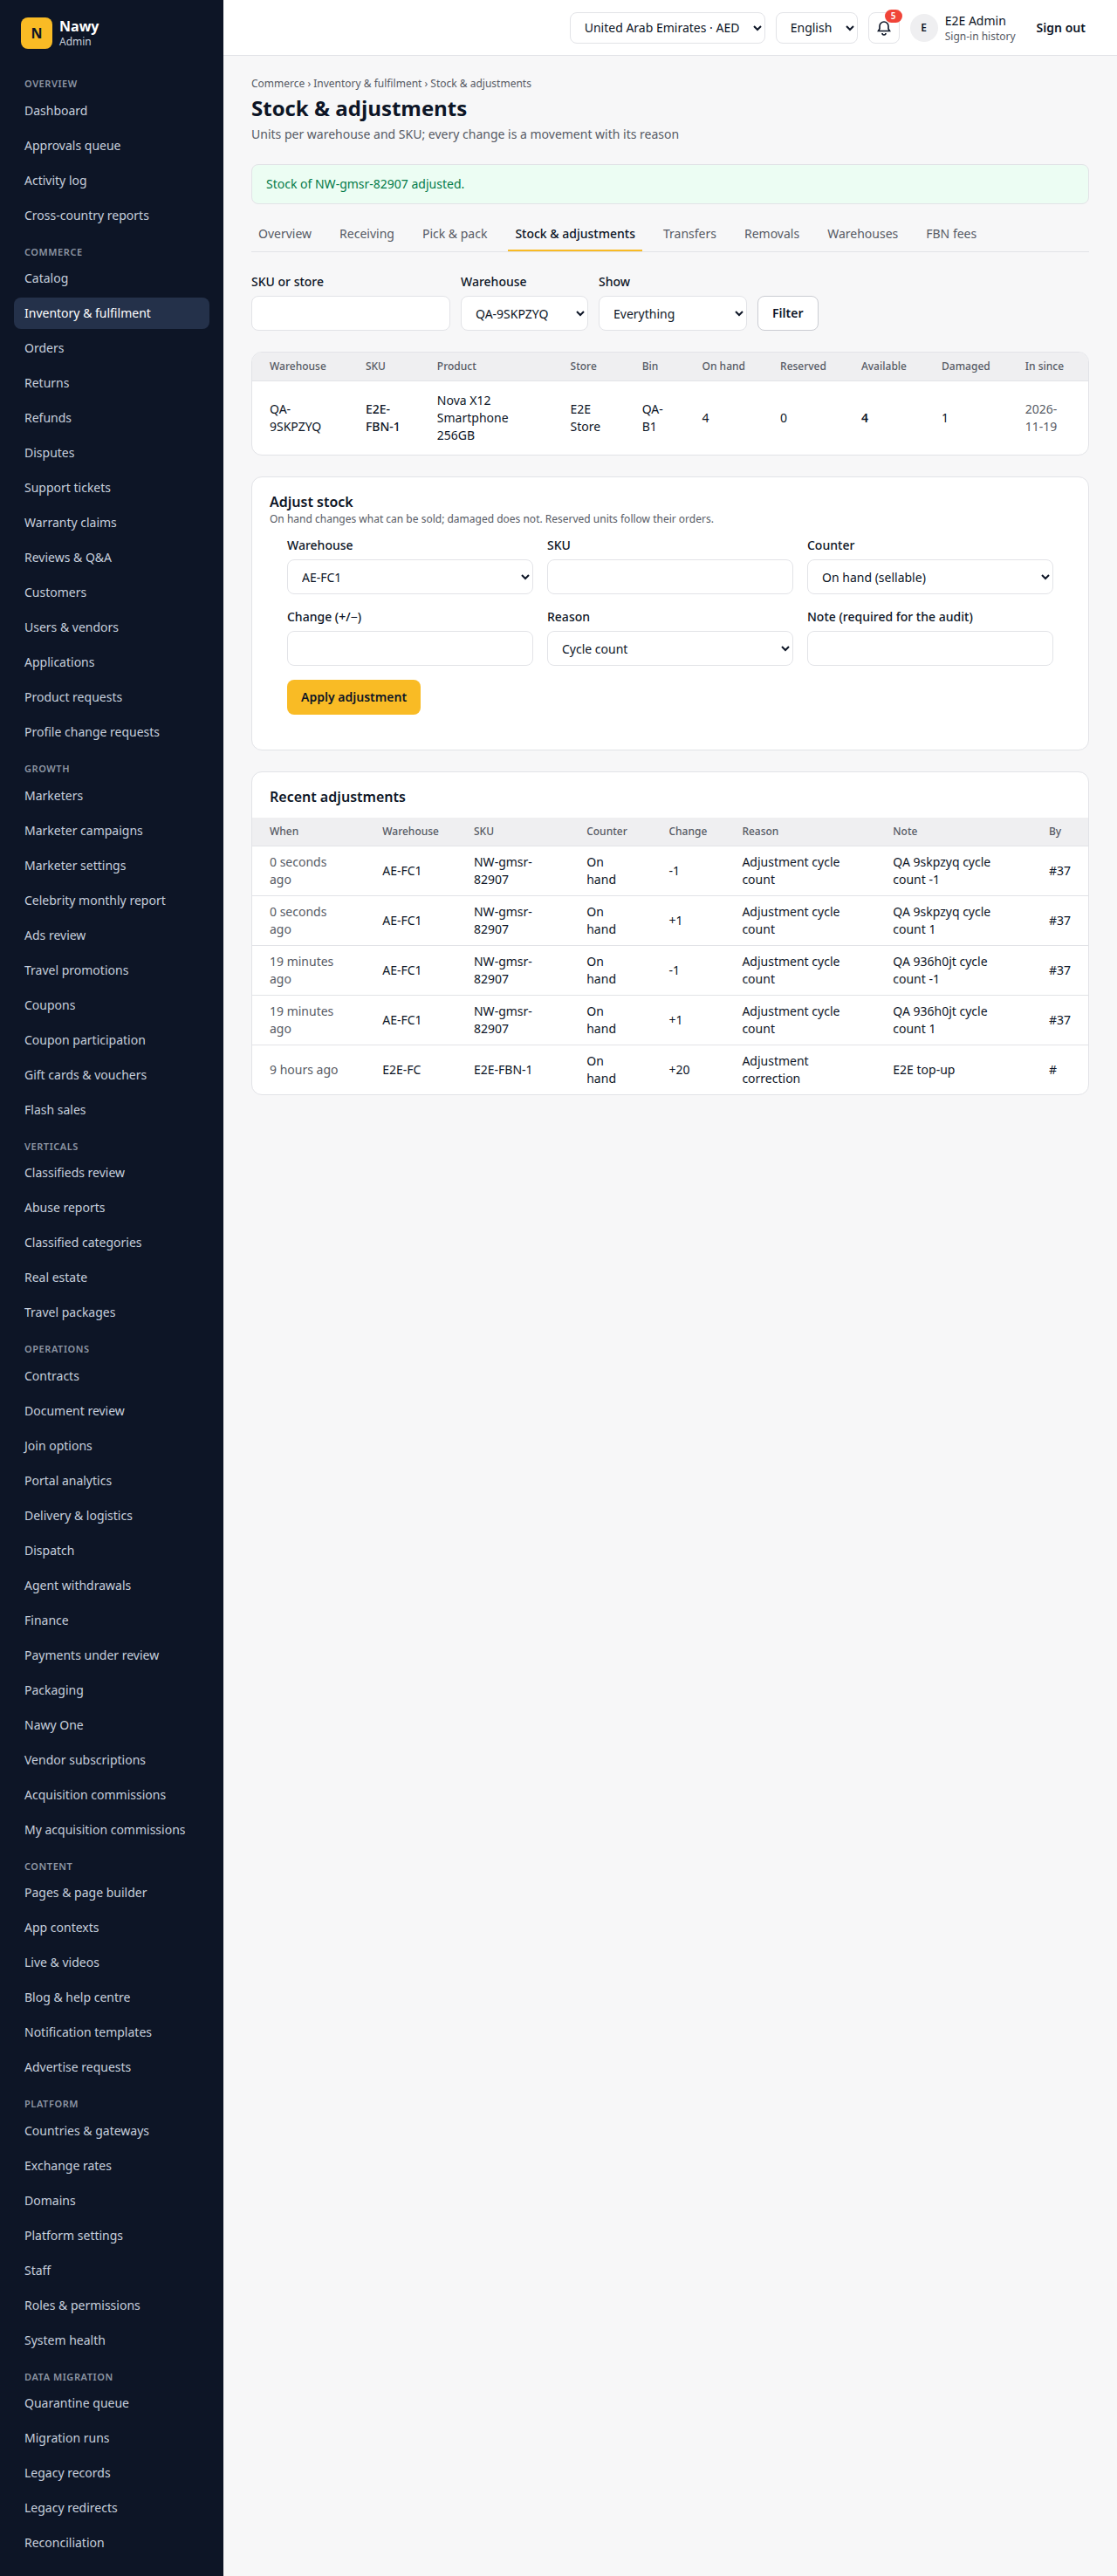 N
Nawy
Admin
OVERVIEW
Dashboard
Approvals queue
Activity log
Cross-country reports
COMMERCE
Catalog
Inventory & fulfilment
Orders
Returns
Refunds
Disputes
Support tickets
Warranty claims
Reviews & Q&A
Customers
Users & vendors
Applications
Product requests
Profile change requests
GROWTH
Marketers
Marketer campaigns
Marketer settings
Celebrity monthly report
Ads review
Travel promotions
Coupons
Coupon participation
Gift cards & vouchers
Flash sales
VERTICALS
Classifieds review
Abuse reports
Classified categories
Real estate
Travel packages
OPERATIONS
Contracts
Document review
Join options
Portal analytics
Delivery & logistics
Dispatch
Agent withdrawals
Finance
Payments under review
Packaging
Nawy One
Vendor subscriptions
Acquisition commissions
My acquisition commissions
CONTENT
Pages & page builder
App contexts
Live & videos
Blog & help centre
Notification templates
Advertise requests
PLATFORM
Countries & gateways
Exchange rates
Domains
Platform settings
Staff
Roles & permissions
System health
DATA MIGRATION
Quarantine queue
Migration runs
Legacy records
Legacy redirects
Reconciliation
United Arab Emirates · AED
English
5
E
E2E Admin
Sign-in history
Sign out
Commerce › Inventory & fulfilment › Stock & adjustments
Stock & adjustments
Units per warehouse and SKU; every change is a movement with its reason
Stock of NW-gmsr-82907 adjusted.
Overview Receiving Pick & pack Stock & adjustments Transfers Removals Warehouses FBN fees
SKU or store Warehouse Show
QA-9SKPZYQ Everything Filter
Warehouse SKU Product Store Bin On hand Reserved Available Damaged In since
QA-9SKPZYQ E2E-FBN-1 Nova X12 Smartphone 256GB E2E Store QA-B1 4 0 4 1 2026-11-19
Adjust stock
On hand changes what can be sold; damaged does not. Reserved units follow their orders.
Warehouse SKU Counter
AE-FC1 On hand (sellable)
Change (+/−) Reason Note (required for the audit)
Cycle count
Apply adjustment
Recent adjustments
When Warehouse SKU Counter Change Reason Note By
0 seconds ago AE-FC1 NW-gmsr-82907 On hand -1 Adjustment cycle count QA 9skpzyq cycle count -1 #37
0 seconds ago AE-FC1 NW-gmsr-82907 On hand +1 Adjustment cycle count QA 9skpzyq cycle count 1 #37
19 minutes ago AE-FC1 NW-gmsr-82907 On hand -1 Adjustment cycle count QA 936h0jt cycle count -1 #37
19 minutes ago AE-FC1 NW-gmsr-82907 On hand +1 Adjustment cycle count QA 936h0jt cycle count 1 #37
9 hours ago E2E-FC E2E-FBN-1 On hand +20 Adjustment correction E2E top-up #